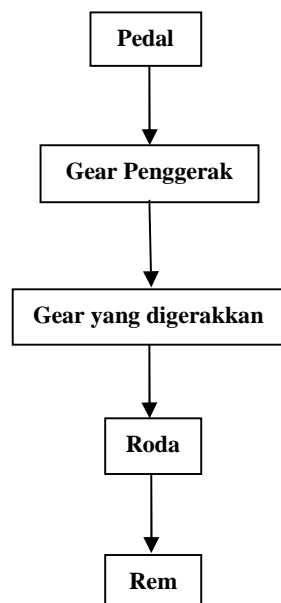 Pedal
Gear Penggerak
Gear yang digerakkan
Roda
Rem